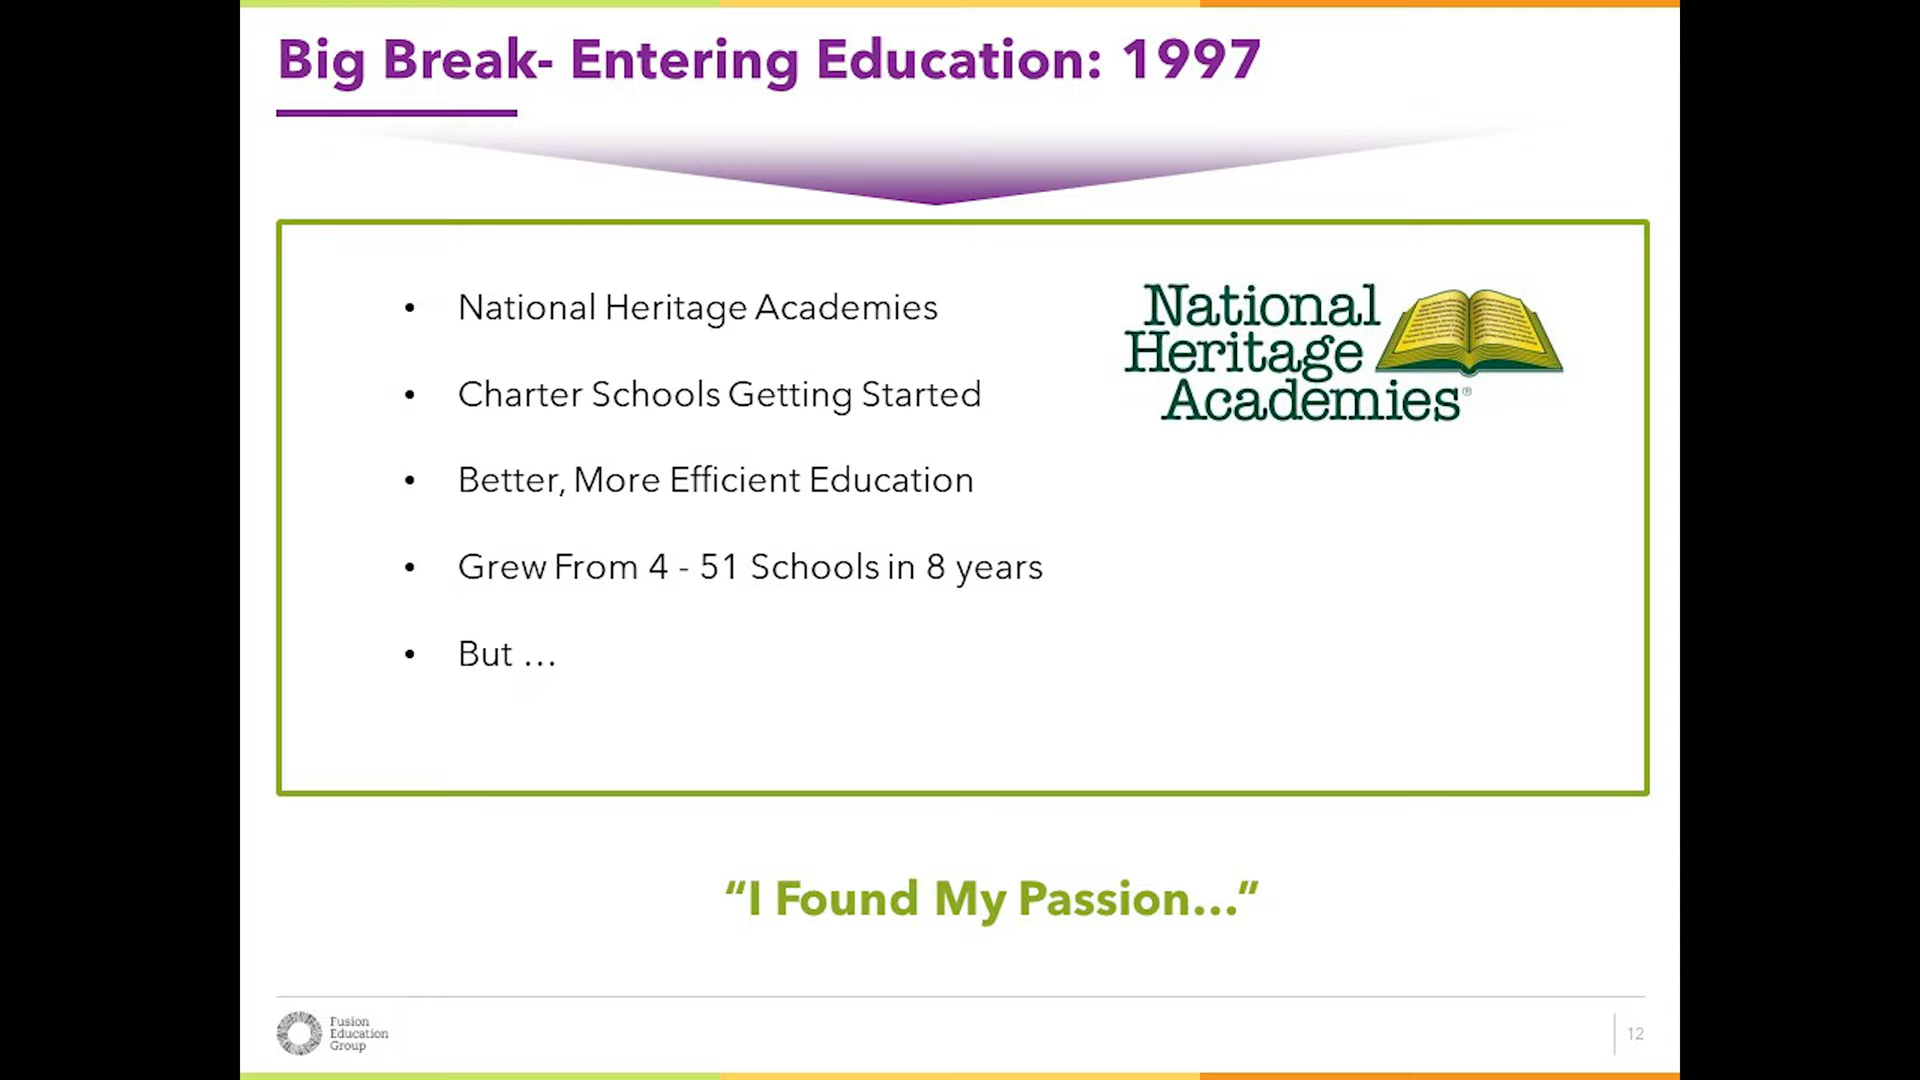 Big Break- Entering Education: 1997
• National Heritage Academies
• Charter Schools Getting Started
• Better, More Efficient Education
• Grew From 4 - 51 Schools in 8 years
• But …
National
Heritage
Academies®
“I Found My Passion…”
Fusion
Education
Group
12